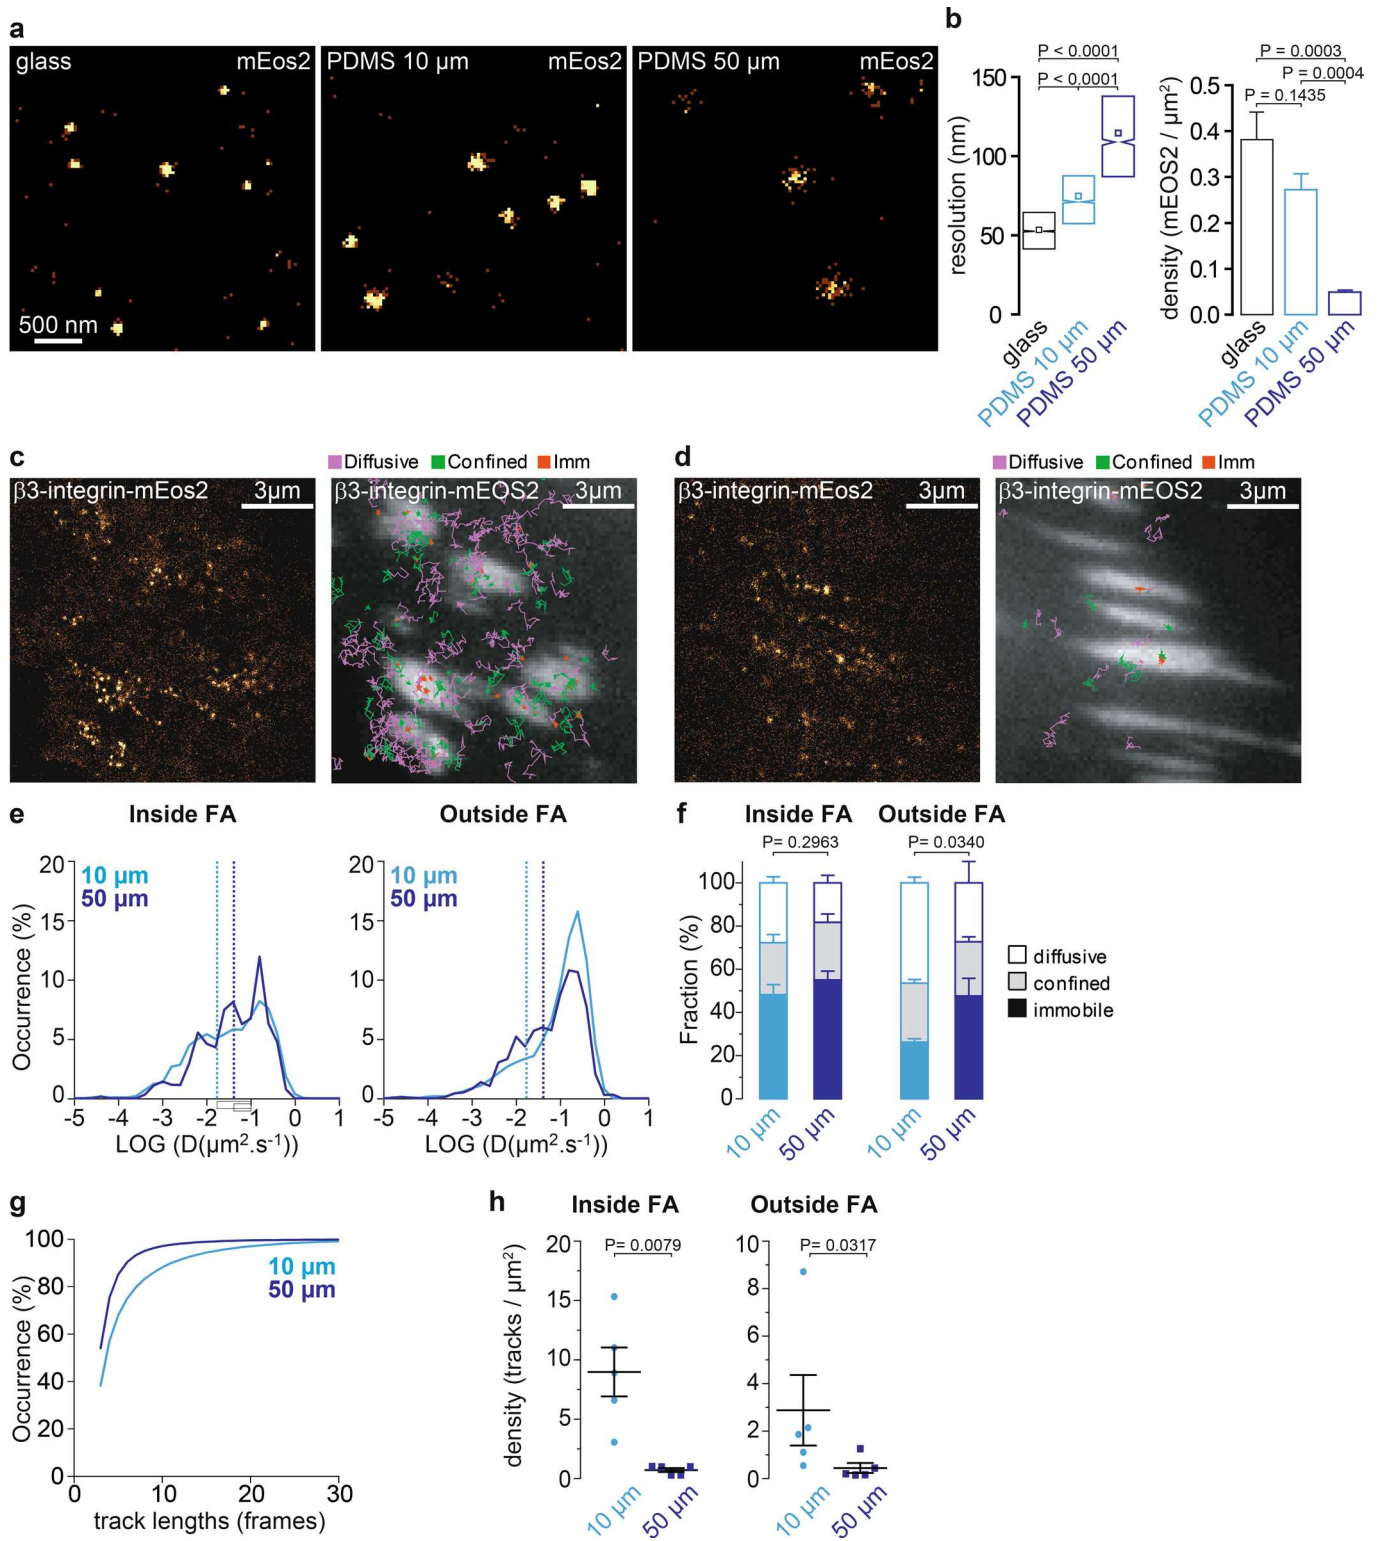 a
glass
mEos2
PDMS 10 µm
mEos2
PDMS 50 µm
mEos2
500 nm
b
P < 0.0001
P < 0.0001
150
100
50
0
resolution (nm)
glass
PDMS 10 µm
PDMS 50 µm
P = 0.0003
P = 0.0004
P = 0.1435
0.5
0.4
0.3
0.2
0.1
0.0
density (mEOS2 / µm²)
glass
PDMS 10 µm
PDMS 50 µm
c
Diffusive Confined Imm
β3-integrin-mEos2
3µm
β3-integrin-mEOS2
3µm
d
Diffusive Confined Imm
β3-integrin-mEos2
3µm
β3-integrin-mEOS2
3µm
e
Inside FA
10 µm
50 µm
20
15
10
5
0
Occurrence (%)
-5 -4 -3 -2 -1 0 1
LOG (D(µm².s⁻¹))
Outside FA
10 µm
50 µm
20
15
10
5
0
-5 -4 -3 -2 -1 0 1
LOG (D(µm².s⁻¹))
f
Inside FA
Outside FA
P= 0.2963
P= 0.0340
100
80
60
40
20
0
Fraction (%)
10 µm
50 µm
10 µm
50 µm
diffusive
confined
immobile
g
100
80
60
40
20
0
Occurrence (%)
10 µm
50 µm
0 10 20 30
track lengths (frames)
h
Inside FA
P= 0.0079
20
15
10
5
0
density (tracks / µm²)
10 µm
50 µm
Outside FA
P= 0.0317
10
8
6
4
2
0
10 µm
50 µm